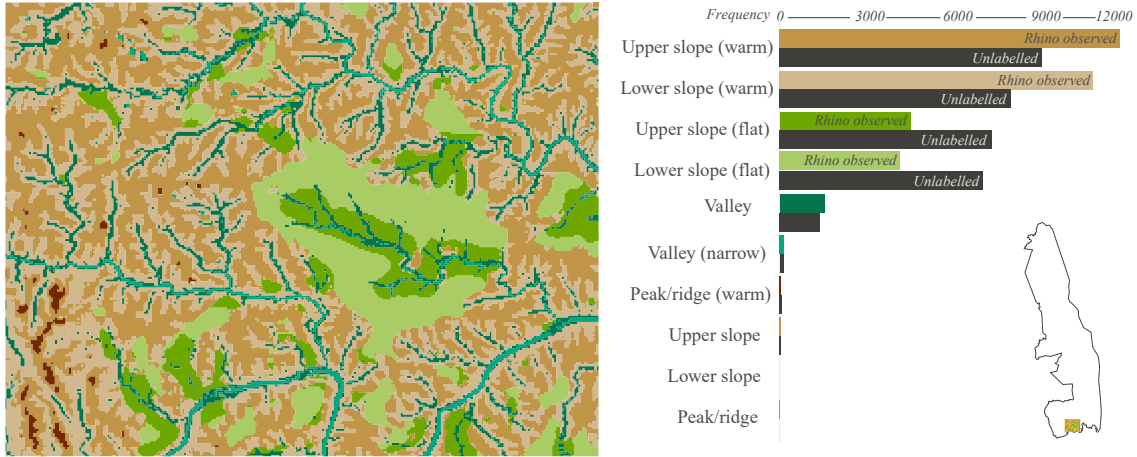 Frequency 0 3000 6000 9000 12000
Upper slope (warm) Rhino observed
Unlabelled
Lower slope (warm) Rhino observed
Unlabelled
Upper slope (flat) Rhino observed
Unlabelled
Lower slope (flat) Rhino observed
Unlabelled
Valley
Valley (narrow)
Peak/ridge (warm)
Upper slope
Lower slope
Peak/ridge